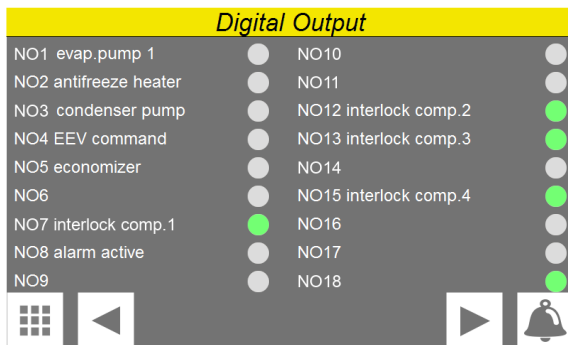 Digital Output
NO1 evap.pump 1
NO2 antifreeze heater
NO3 condenser pump
NO4 EEV command
NO5 economizer
NO6
NO7 interlock comp.1
NO8 alarm active
NO9
NO10
NO11
NO12 interlock comp.2
NO13 interlock comp.3
NO14
NO15 interlock comp.4
NO16
NO17
NO18